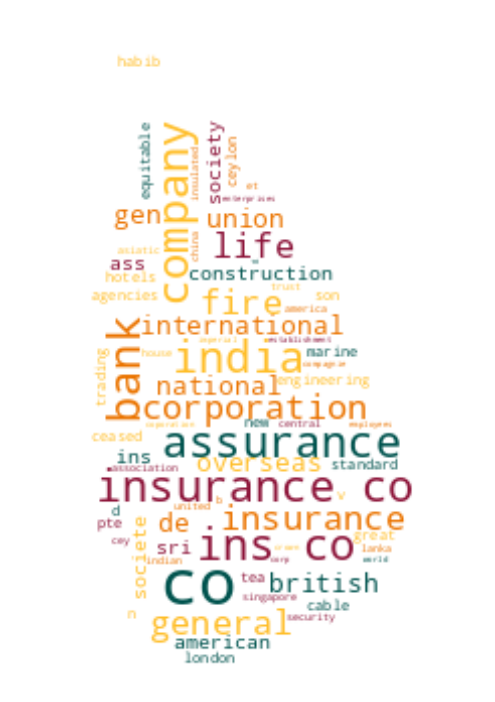 habib
equitable
company
insulated
society
ceylon
et
enterprises
gen
union
china
life
asiatic
ass
w
construction
hotels
trust
agencies
fire
son
america
bank
international
imperial
establishment
trading
house
india
marine
compagnie
national
engineering
corporation
corporation
new
central
employees
ceased
assurance
ins
overseas
standard
association
insurance co
b
v
d
united
pte
de .
insurance
societe
cey
sri
ins co
great
lanka
crown
indian
corp
world
co
tea
british
singapore
cable
n
general
security
american
london